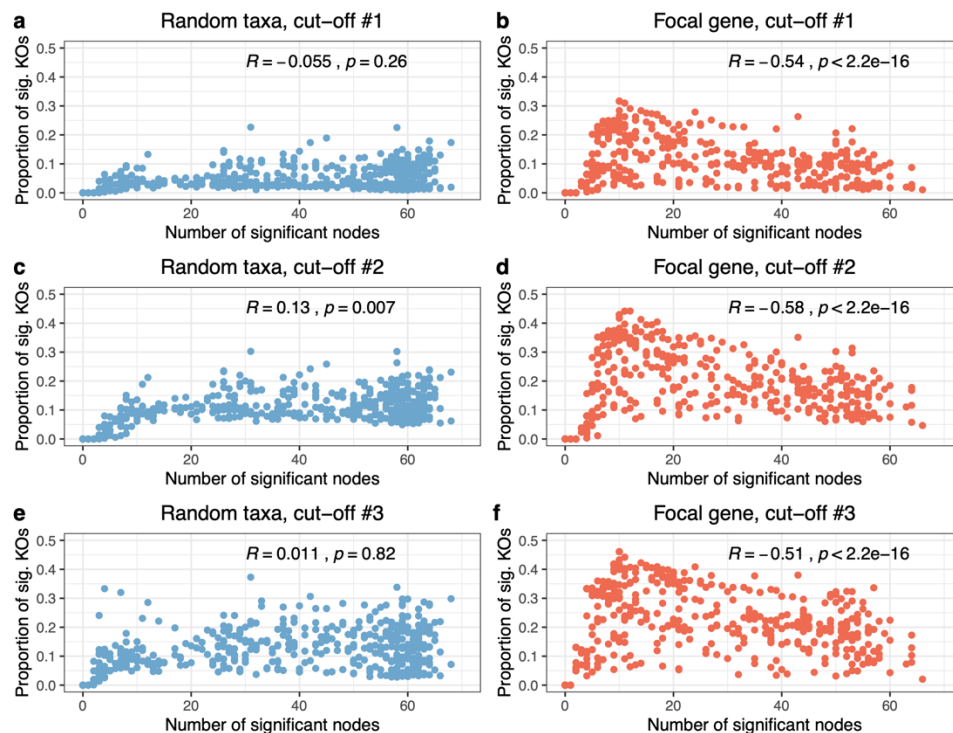 a Random taxa, cut−off #1
R = −0.055 , p = 0.26
Proportion of sig. KOs
0.5
0.4
0.3
0.2
0.1
0.0
0 20 40 60
Number of significant nodes
b Focal gene, cut−off #1
R = −0.54 , p < 2.2e−16
Proportion of sig. KOs
0.5
0.4
0.3
0.2
0.1
0.0
0 20 40 60
Number of significant nodes
c Random taxa, cut−off #2
R = 0.13 , p = 0.007
Proportion of sig. KOs
0.5
0.4
0.3
0.2
0.1
0.0
0 20 40 60
Number of significant nodes
d Focal gene, cut−off #2
R = −0.58 , p < 2.2e−16
Proportion of sig. KOs
0.5
0.4
0.3
0.2
0.1
0.0
0 20 40 60
Number of significant nodes
e Random taxa, cut−off #3
R = 0.011 , p = 0.82
Proportion of sig. KOs
0.5
0.4
0.3
0.2
0.1
0.0
0 20 40 60
Number of significant nodes
f Focal gene, cut−off #3
R = −0.51 , p < 2.2e−16
Proportion of sig. KOs
0.5
0.4
0.3
0.2
0.1
0.0
0 20 40 60
Number of significant nodes